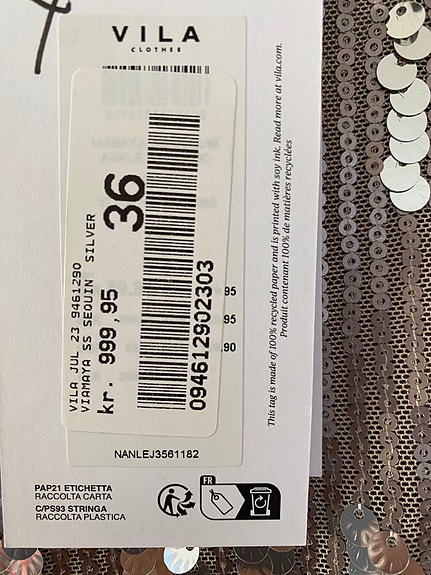 VILA
CLOTHES
VILA JUL 23 9461290
VIAMAYA SS SEQUIN SILVER
kr. 999,95
36
094612902303
95
95
.90
NANLEJ3561182
This tag is made of 100% recycled paper and is printed with soy ink. Read more at vila.com.
Produit contenant 100% de matières recyclées
PAP21 ETICHETTA
RACCOLTA CARTA
C/PS93 STRINGA
RACCOLTA PLASTICA
FR